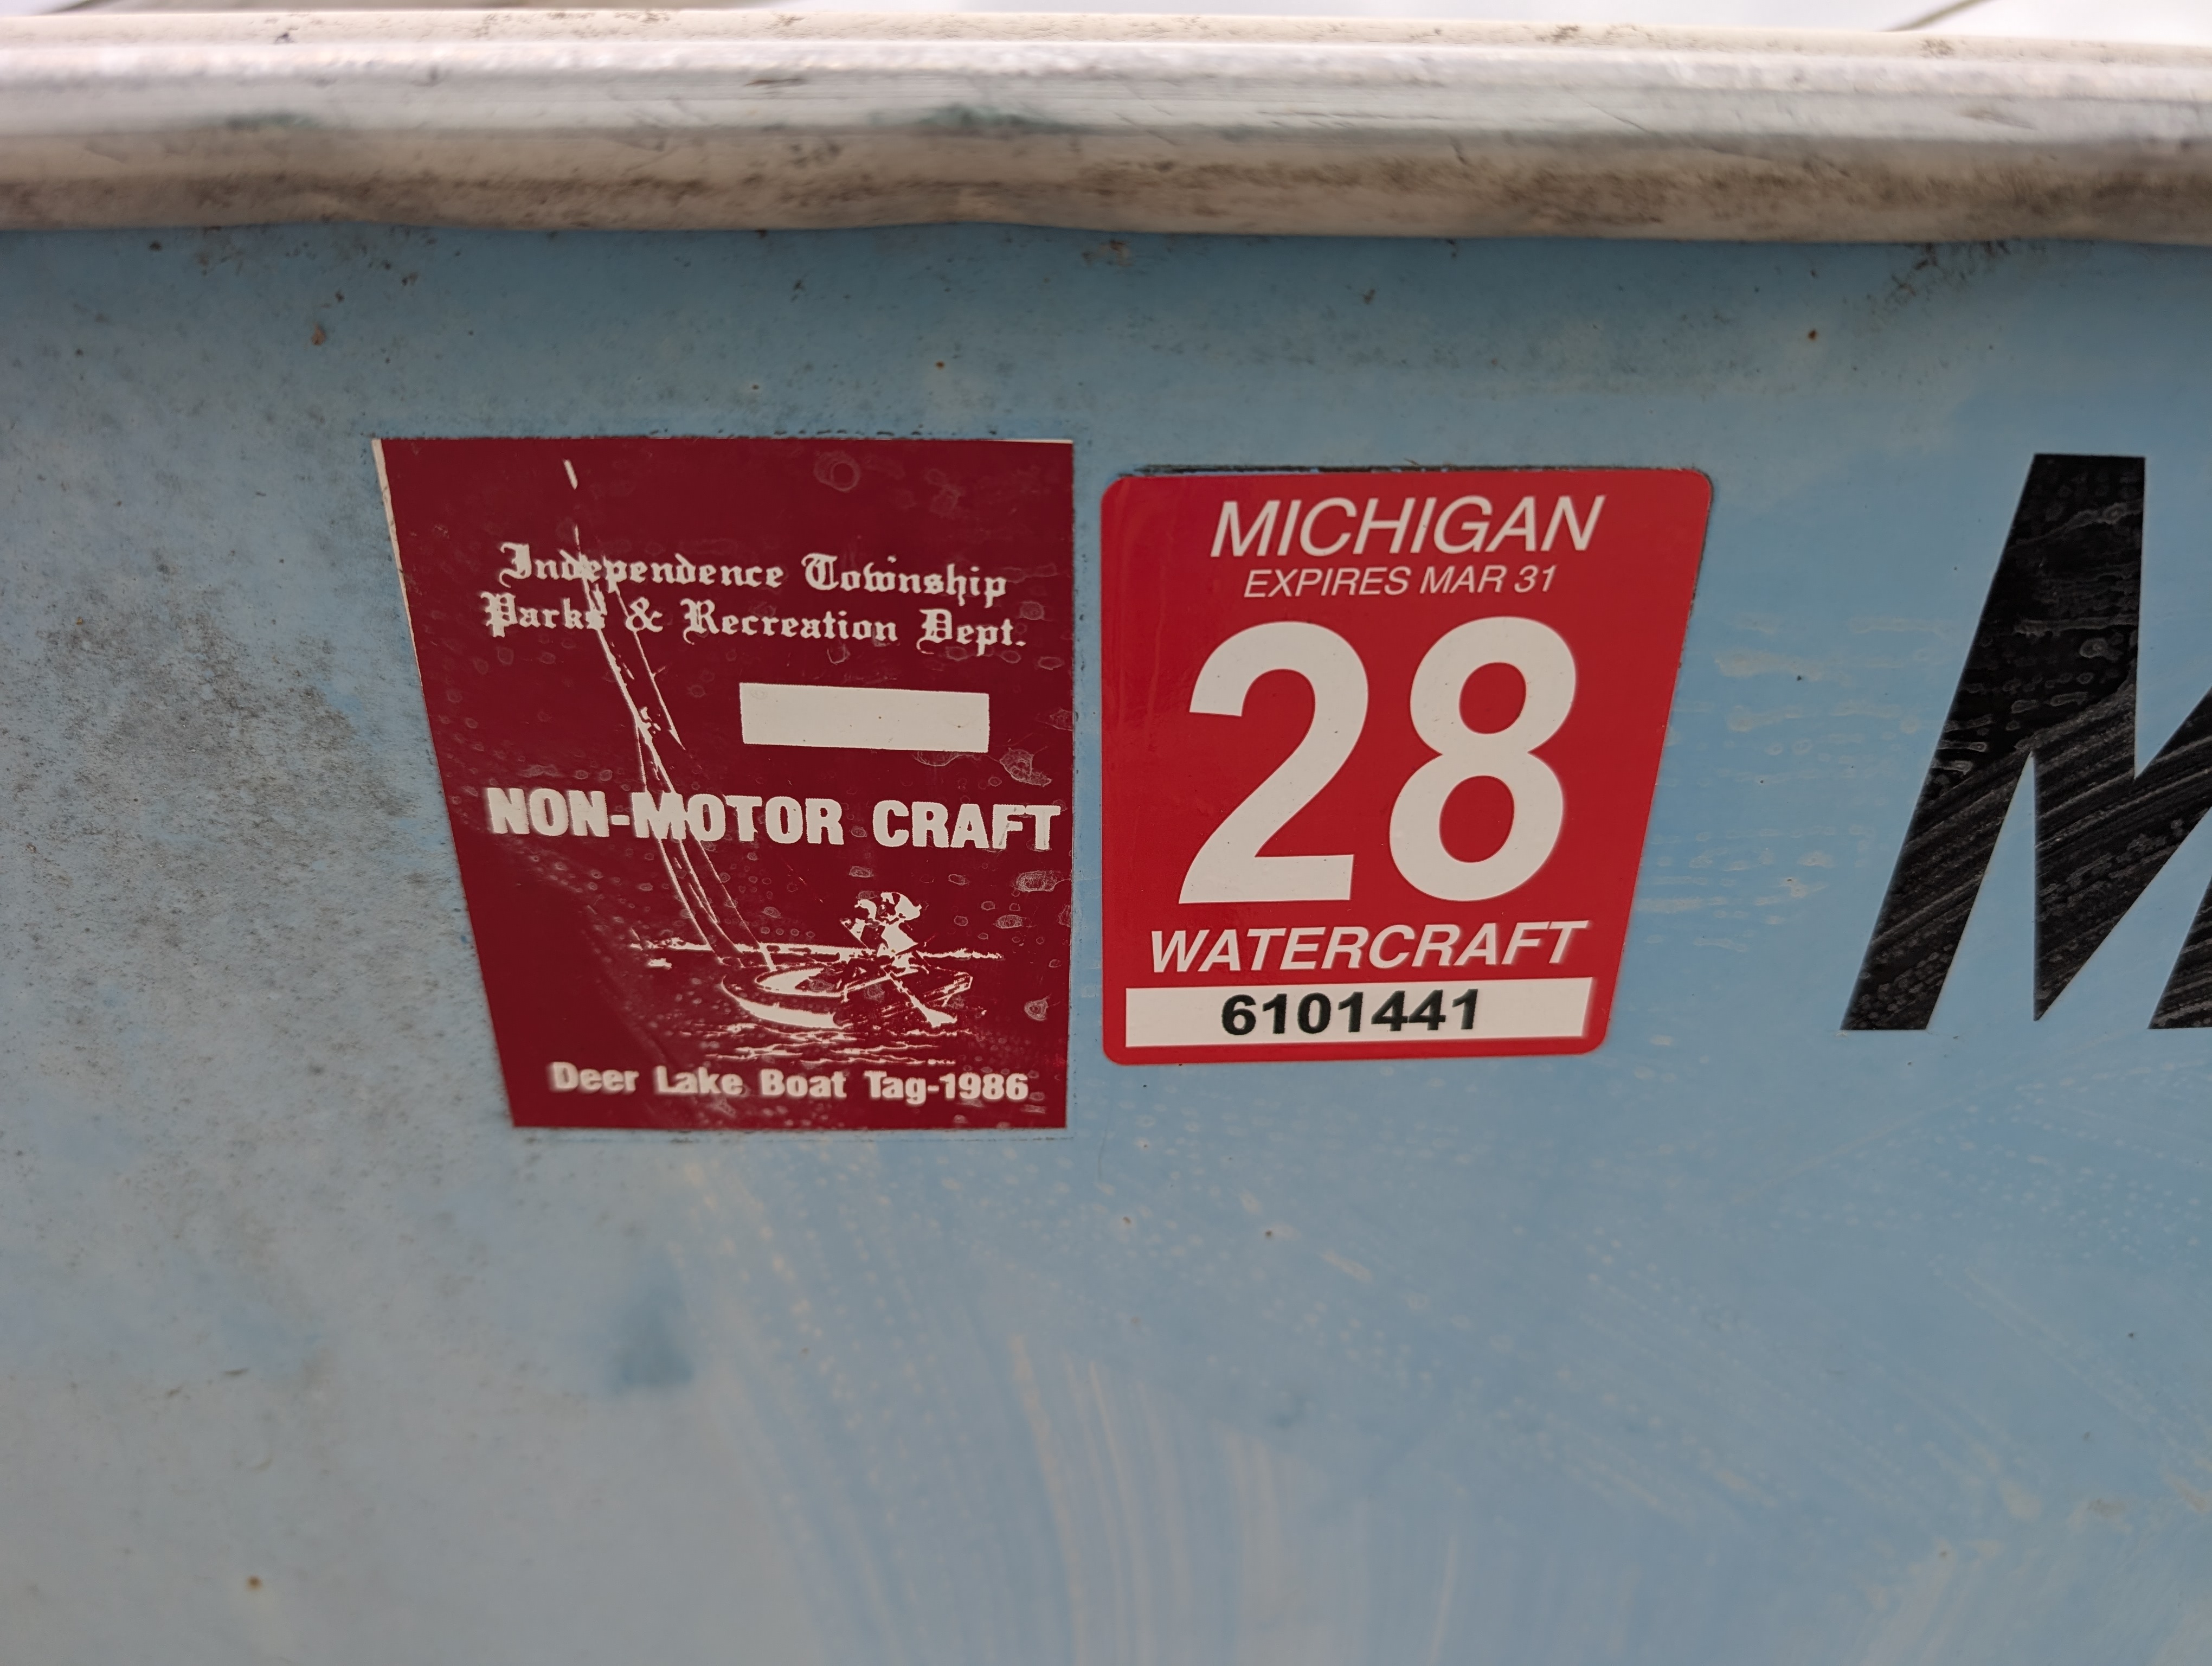 Independence Township
Parks & Recreation Dept.
NON-MOTOR CRAFT
Deer Lake Boat Tag-1986
MICHIGAN
EXPIRES MAR 31
28
WATERCRAFT
6101441
M